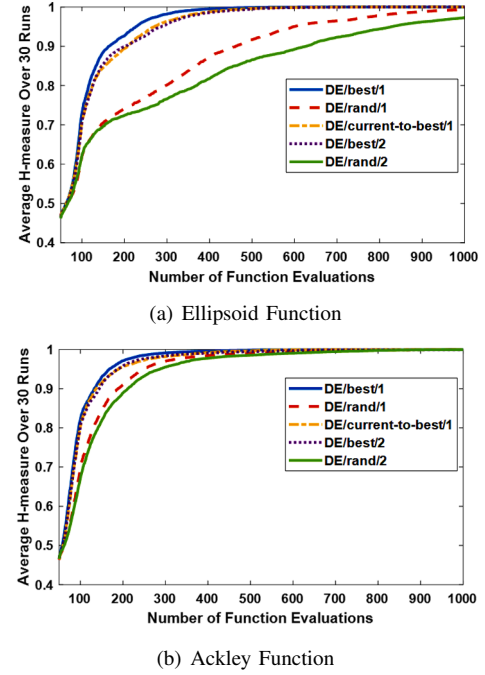 1
0.9
0.8
0.7
0.6
0.5
0.4
Average H-measure Over 30 Runs
DE/best/1
DE/rand/1
DE/current-to-best/1
DE/best/2
DE/rand/2
100 200 300 400 500 600 700 800 900 1000
Number of Function Evaluations
(a) Ellipsoid Function
1
0.9
0.8
0.7
0.6
0.5
0.4
Average H-measure Over 30 Runs
DE/best/1
DE/rand/1
DE/current-to-best/1
DE/best/2
DE/rand/2
100 200 300 400 500 600 700 800 900 1000
Number of Function Evaluations
(b) Ackley Function